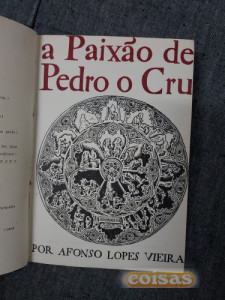 a Paixão de
Pedro o Cru
POR AFONSO LOPES VIEIRA
coisas